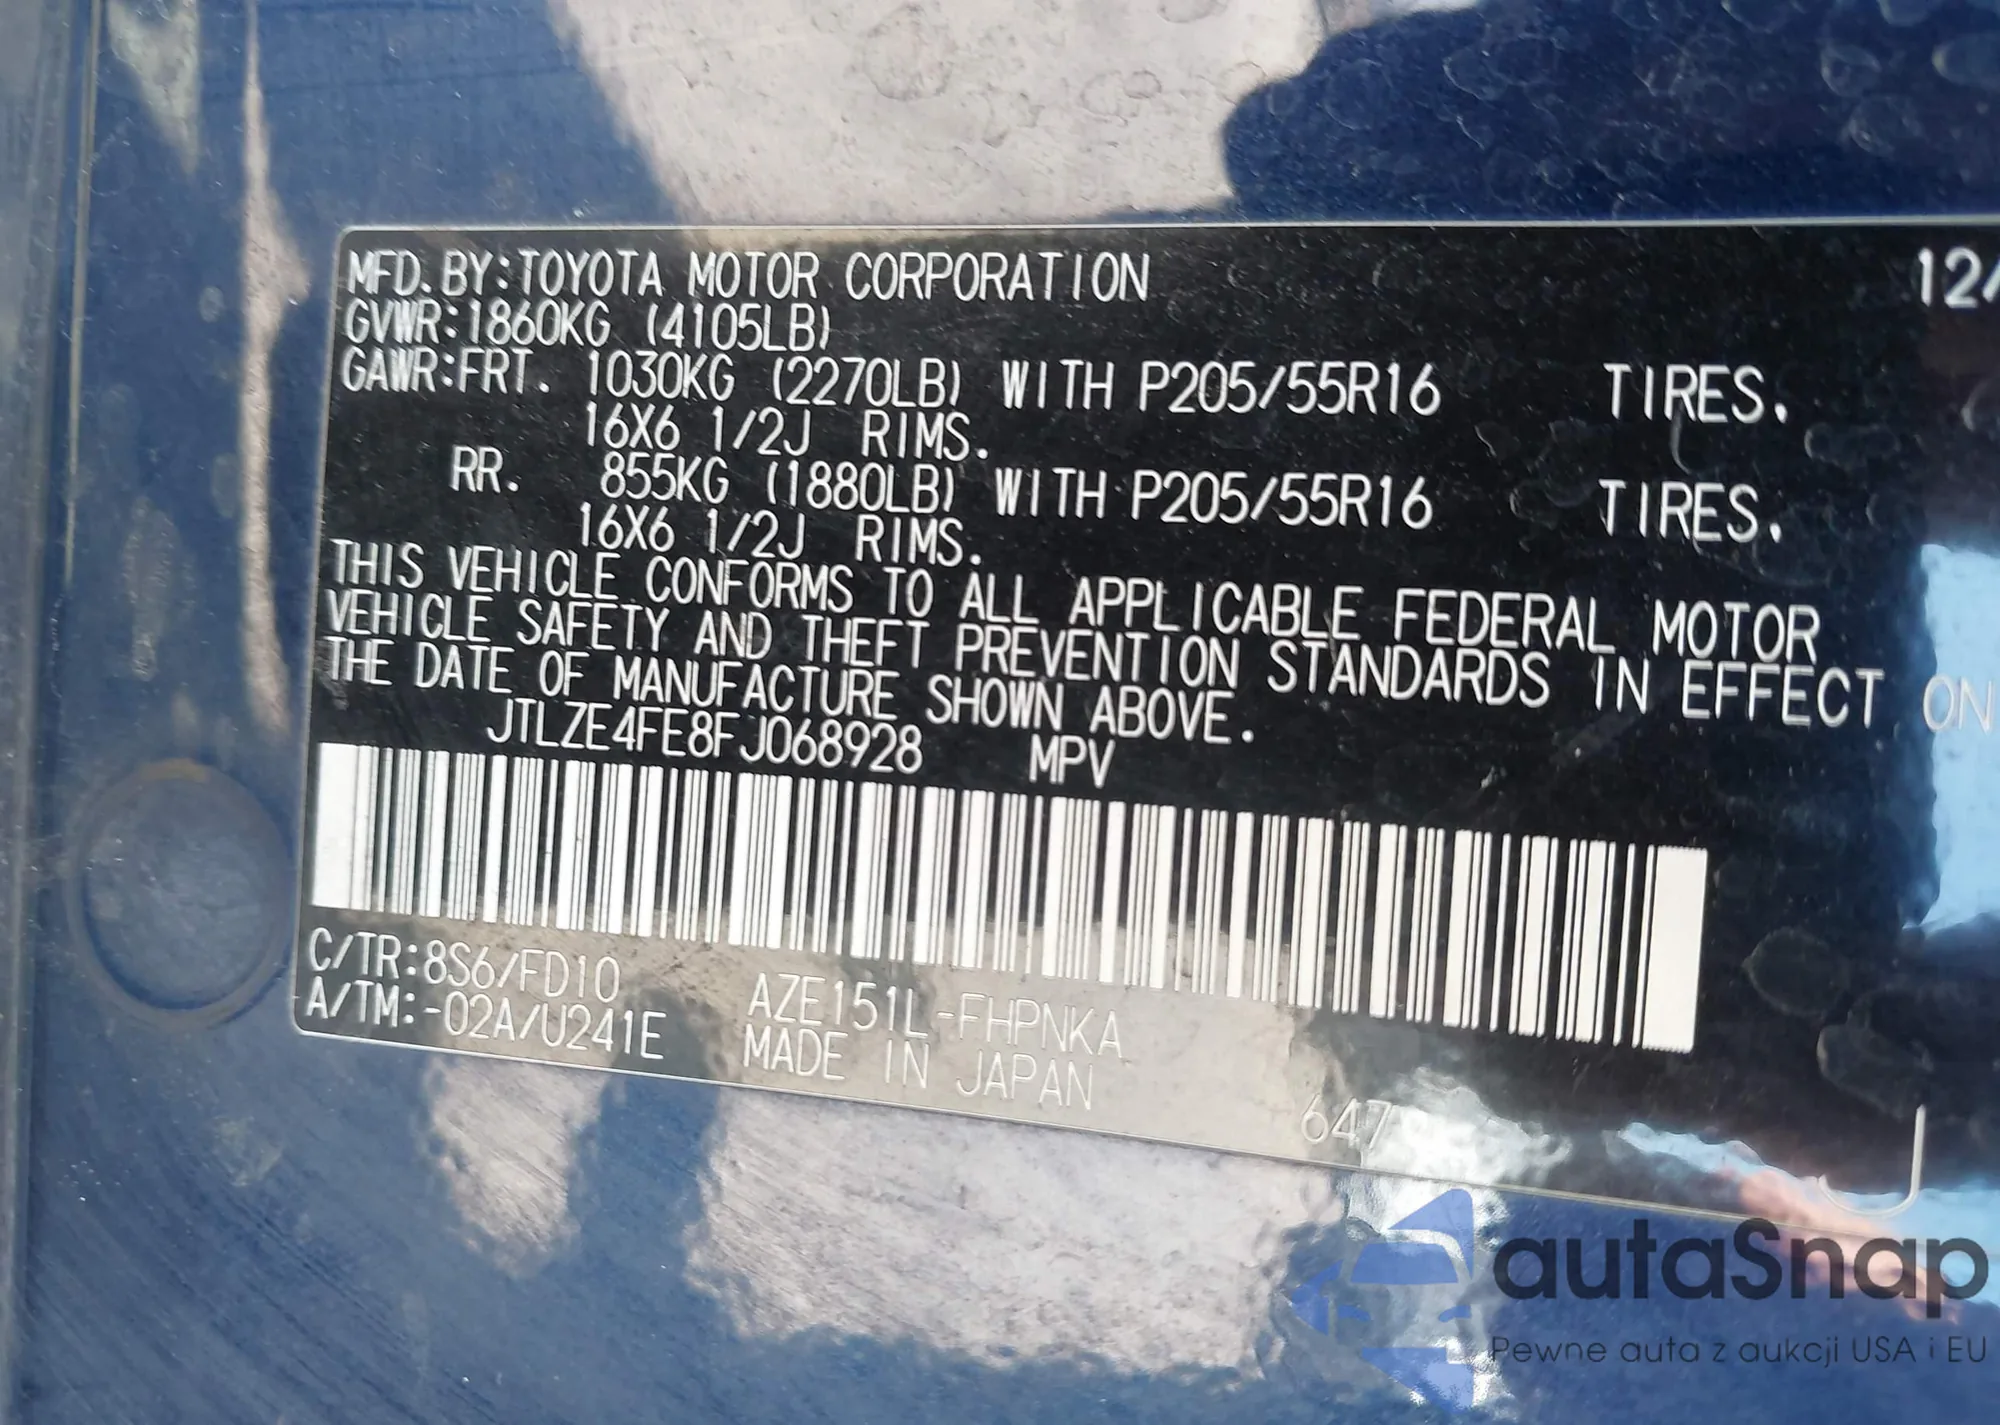 MFD. BY:TOYOTA MOTOR CORPORATION 12/
GVWR:1860KG (4105LB)
GAWR:FRT. 1030KG (2270LB) WITH P205/55R16 TIRES.
16X6 1/2J RIMS.
RR. 855KG (1880LB) WITH P205/55R16 TIRES.
16X6 1/2J RIMS.
THIS VEHICLE CONFORMS TO ALL APPLICABLE FEDERAL MOTOR
VEHICLE SAFETY AND THEFT PREVENTION STANDARDS IN EFFECT ON
THE DATE OF MANUFACTURE SHOWN ABOVE.
JTLZE4FE8FJ068928 MPV
C/TR:8S6/FD10 AZE151L-FHPNKA
A/TM:-02A/U241E MADE IN JAPAN
647
J
autaSnap
Pewne auta z aukcji USA i EU